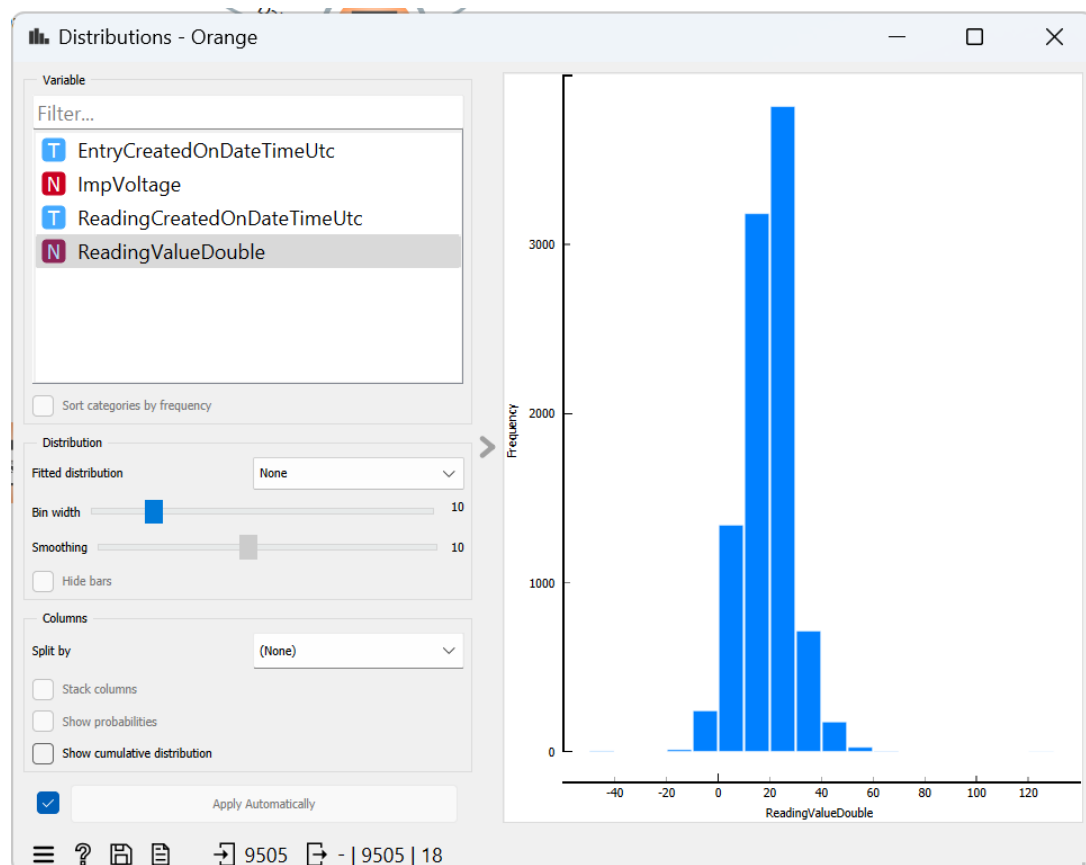 Distributions - Orange
Variable
Filter...
T EntryCreatedOnDateTimeUtc
N ImpVoltage
T ReadingCreatedOnDateTimeUtc
N ReadingValueDouble
Sort categories by frequency
Distribution
Fitted distribution None
Bin width 10
Smoothing 10
Hide bars
Columns
Split by (None)
Stack columns
Show probabilities
Show cumulative distribution
Apply Automatically
? 9505 - | 9505 | 18
Frequency
3000
2000
1000
0
-40 -20 0 20 40 60 80 100 120
ReadingValueDouble